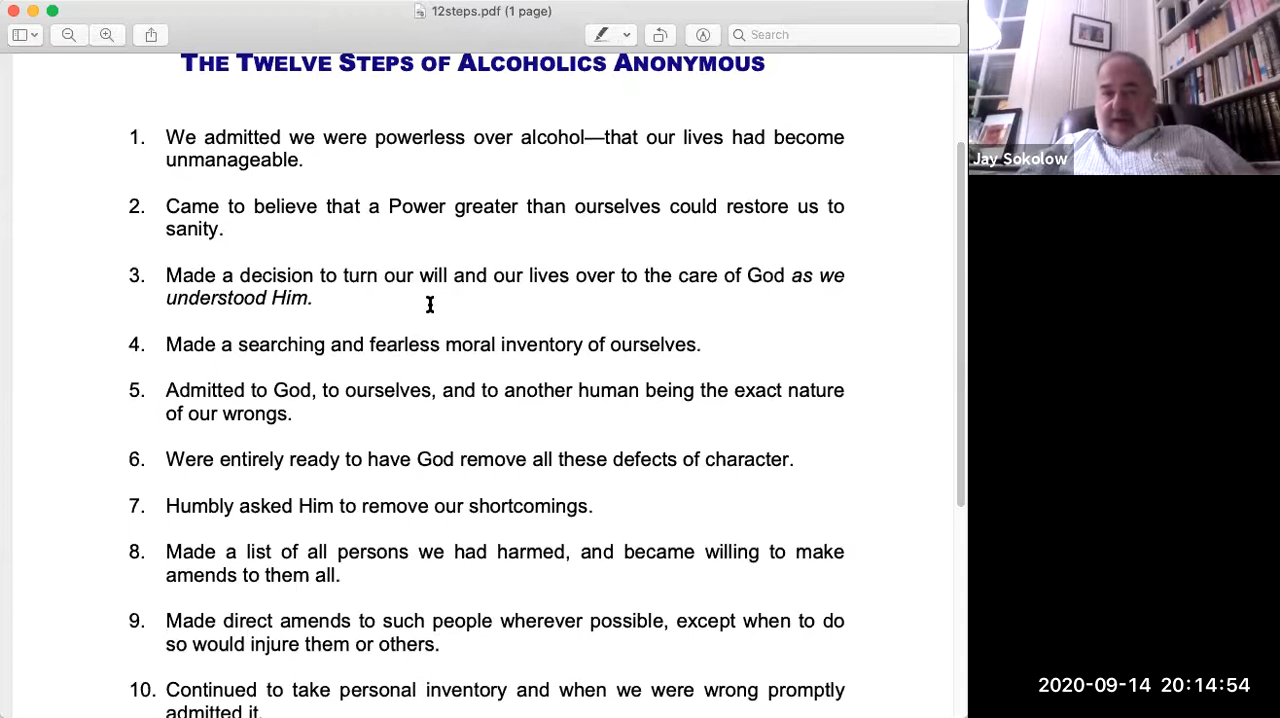 12steps.pdf (1 page)
Search
THE TWELVE STEPS OF ALCOHOLICS ANONYMOUS
1. We admitted we were powerless over alcohol—that our lives had become
unmanageable.
2. Came to believe that a Power greater than ourselves could restore us to
sanity.
3. Made a decision to turn our will and our lives over to the care of God as we
understood Him.
4. Made a searching and fearless moral inventory of ourselves.
5. Admitted to God, to ourselves, and to another human being the exact nature
of our wrongs.
6. Were entirely ready to have God remove all these defects of character.
7. Humbly asked Him to remove our shortcomings.
8. Made a list of all persons we had harmed, and became willing to make
amends to them all.
9. Made direct amends to such people wherever possible, except when to do
so would injure them or others.
10. Continued to take personal inventory and when we were wrong promptly
admitted it.
Jay Sokolow
2020-09-14 20:14:54